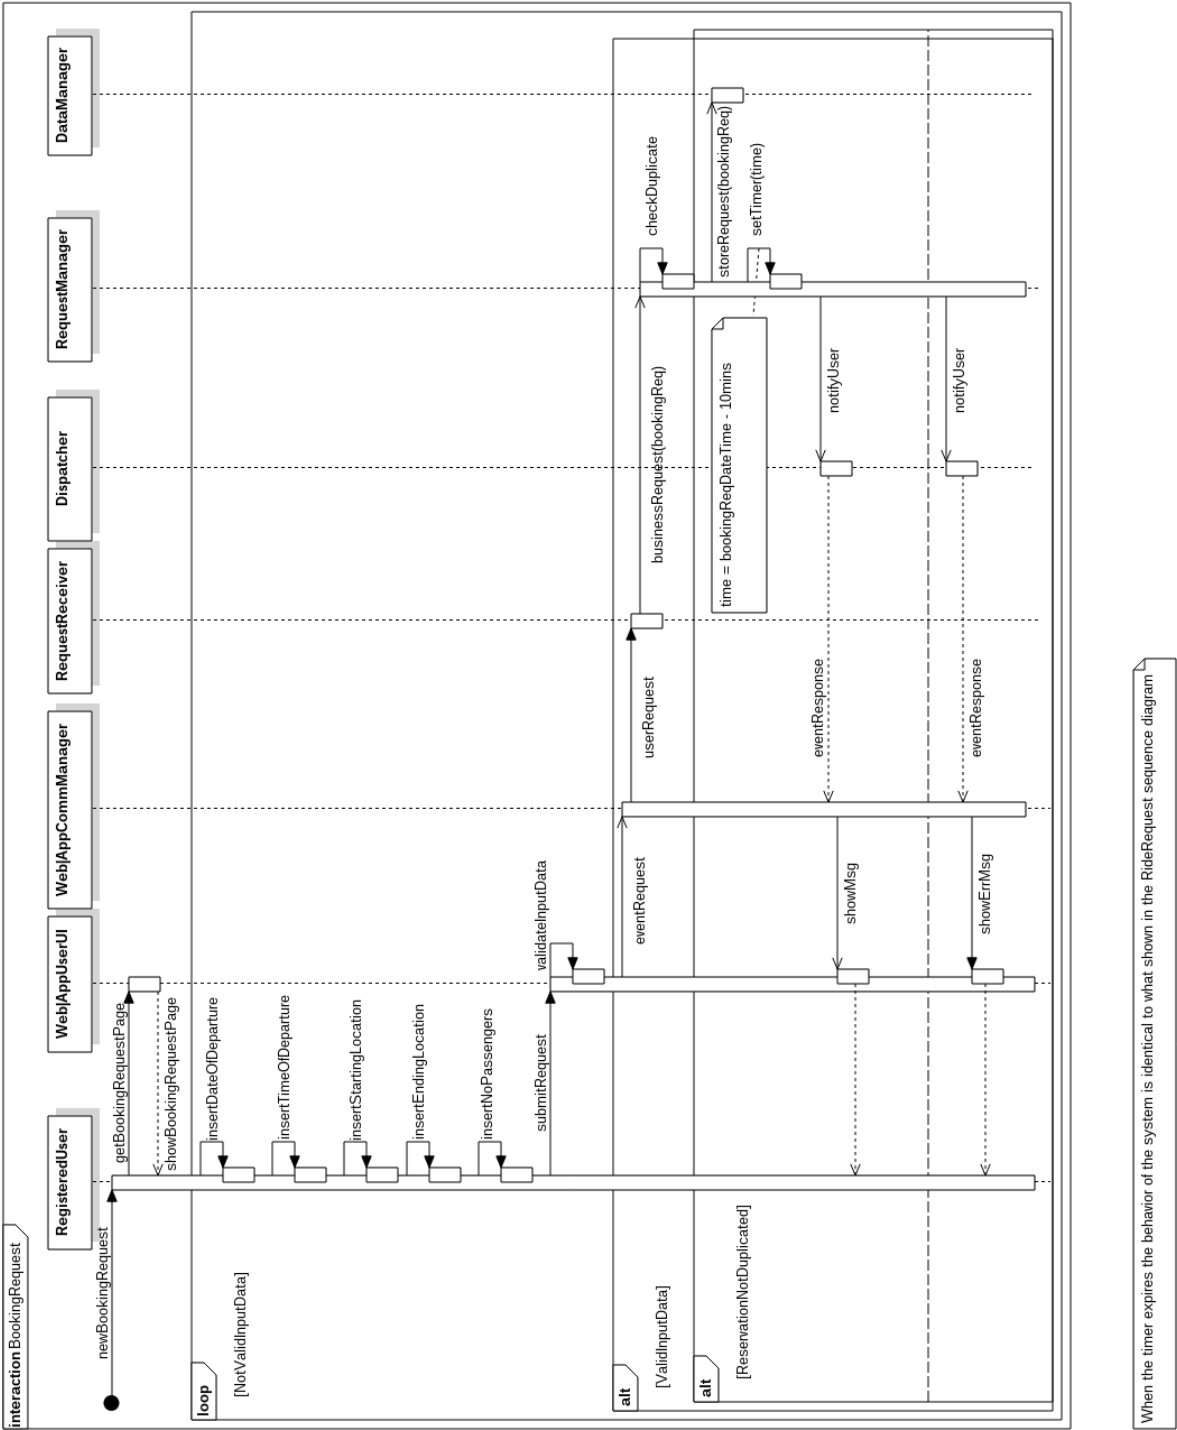 interaction BookingRequest
RegisteredUser
Web|AppUserUI
Web|AppCommManager
RequestReceiver
Dispatcher
RequestManager
DataManager
newBookingRequest
getBookingRequestPage
showBookingRequestPage
loop
[NotValidInputData]
insertDateOfDeparture
insertTimeOfDeparture
insertStartingLocation
insertEndingLocation
insertNoPassengers
submitRequest
validateInputData
alt
[ValidInputData]
eventRequest
userRequest
businessRequest(bookingReq)
checkDuplicate
alt
[ReservationNotDuplicated]
storeRequest(bookingReq)
time = bookingReqDateTime - 10mins
setTimer(time)
notifyUser
eventResponse
showMsg
notifyUser
eventResponse
showErrMsg
When the timer expires the behavior of the system is identical to what shown in the RideRequest sequence diagram